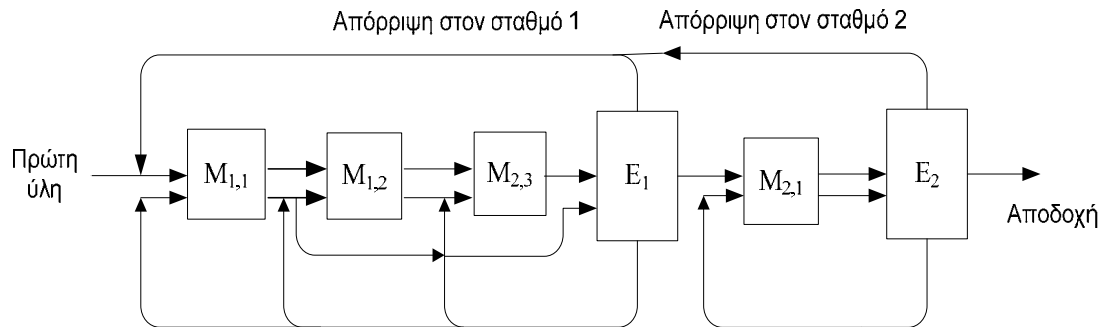 Απόρριψη στον σταθμό 1
Απόρριψη στον σταθμό 2
Πρώτη
ύλη
M1,1
M1,2
M2,3
E1
M2,1
E2
Αποδοχή